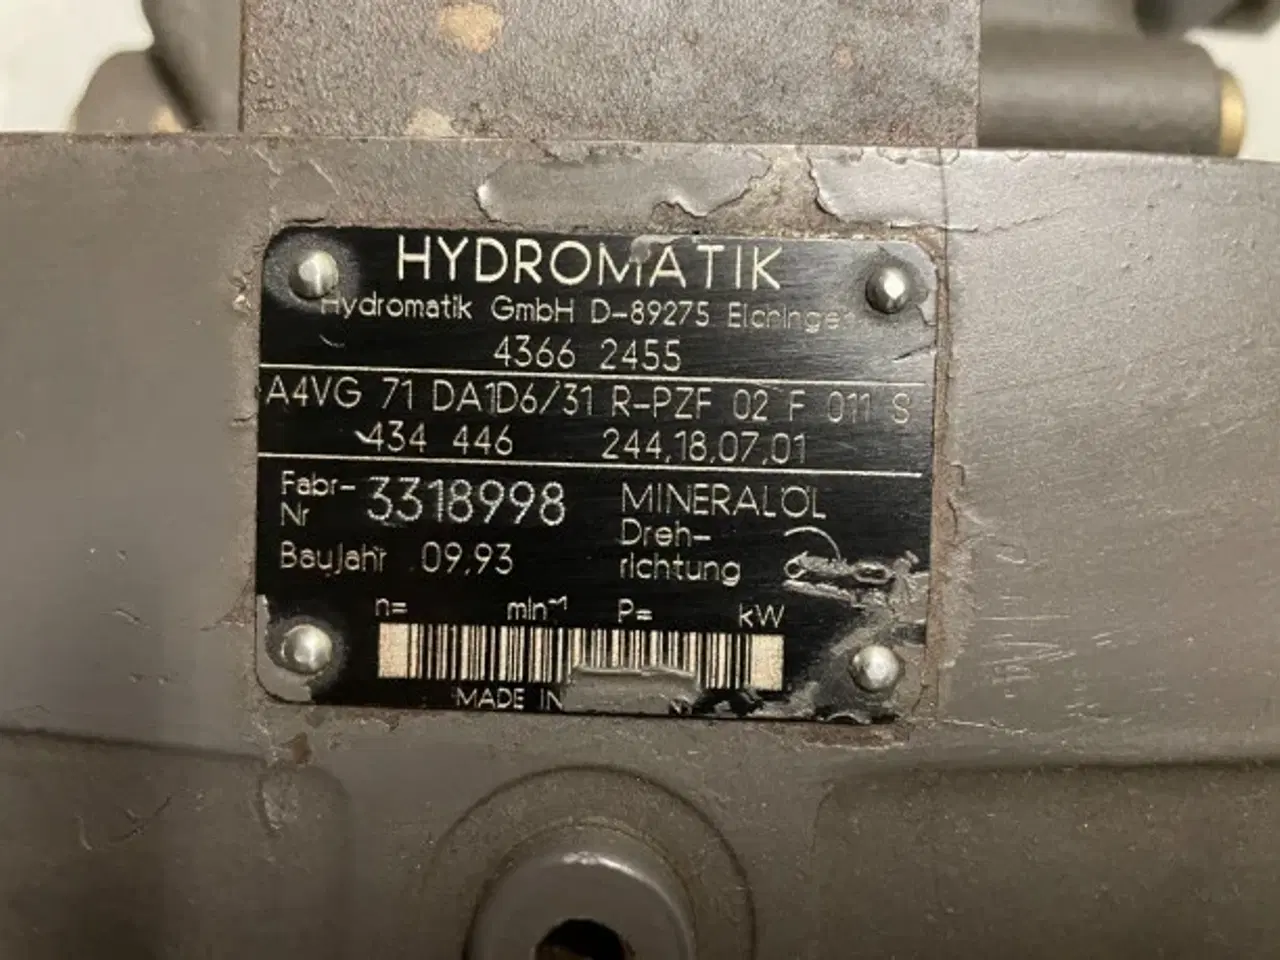 HYDROMATIK
Hydromatik GmbH D-89275 Elchingen
4366 2455
A4VG 71 DA1D6/31 R-PZF 02 F 011 S
434 446 244.18.07.01
Fabr- 3318998 MINERALÖL
Nr
Dreh-
Baujahr 09.93 richtung
n= min⁻¹ P= kW
MADE IN